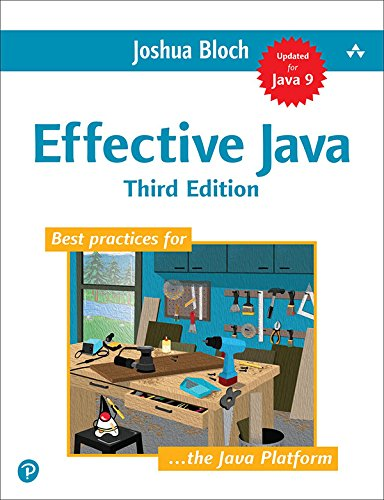 Joshua Bloch
Updated
for
Java 9
Effective Java
Third Edition
Best practices for
...the Java Platform